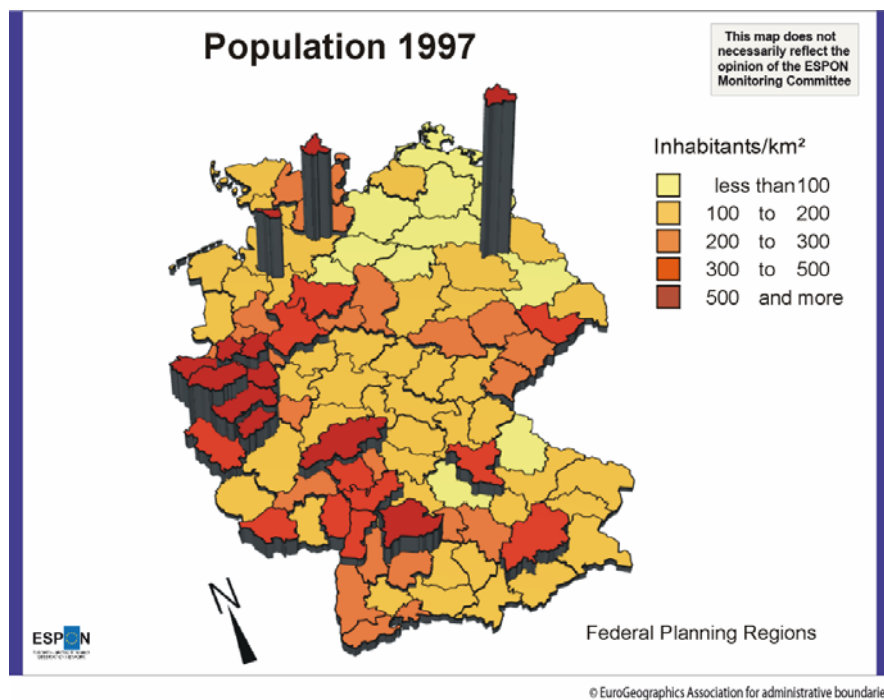 Population 1997
This map does not
necessarily reflect the
opinion of the ESPON
Monitoring Committee
Inhabitants/km²
less than 100
100 to 200
200 to 300
300 to 500
500 and more
N
ESPON
Federal Planning Regions
© EuroGeographics Association for administrative boundarie